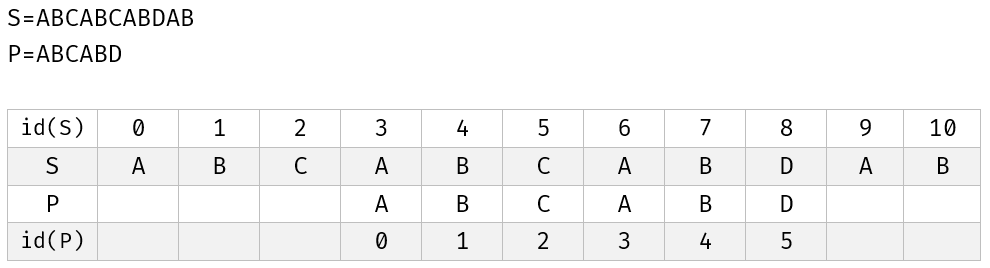 S=ABCABCABDAB
P=ABCABD
id(S) 0 1 2 3 4 5 6 7 8 9 10
S A B C A B C A B D A B
P A B C A B D
id(P) 0 1 2 3 4 5